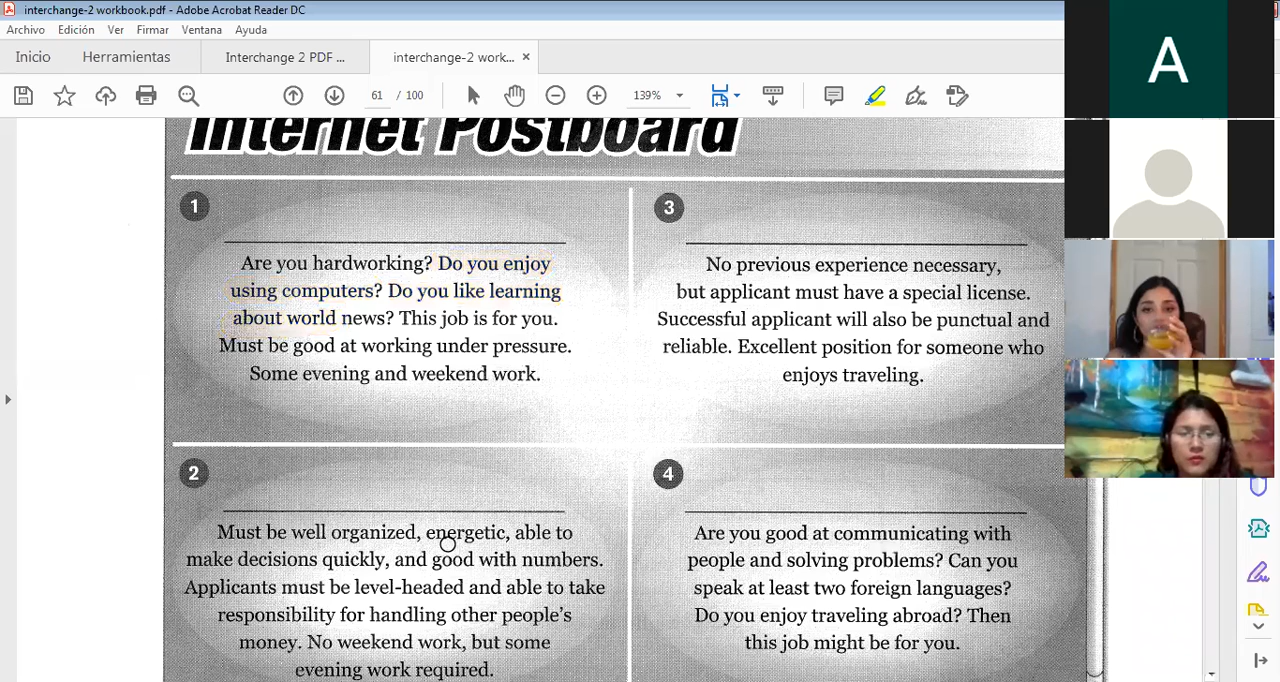 interchange-2 workbook.pdf - Adobe Acrobat Reader DC
Archivo Edición Ver Firmar Ventana Ayuda
Inicio Herramientas Interchange 2 PDF ... interchange-2 work... ×
61 / 100 139%
Internet Postboard
1
Are you hardworking? Do you enjoy
using computers? Do you like learning
about world news? This job is for you.
Must be good at working under pressure.
Some evening and weekend work.
3
No previous experience necessary,
but applicant must have a special license.
Successful applicant will also be punctual and
reliable. Excellent position for someone who
enjoys traveling.
2
Must be well organized, energetic, able to
make decisions quickly, and good with numbers.
Applicants must be level-headed and able to take
responsibility for handling other people's
money. No weekend work, but some
evening work required.
4
Are you good at communicating with
people and solving problems? Can you
speak at least two foreign languages?
Do you enjoy traveling abroad? Then
this job might be for you.
A